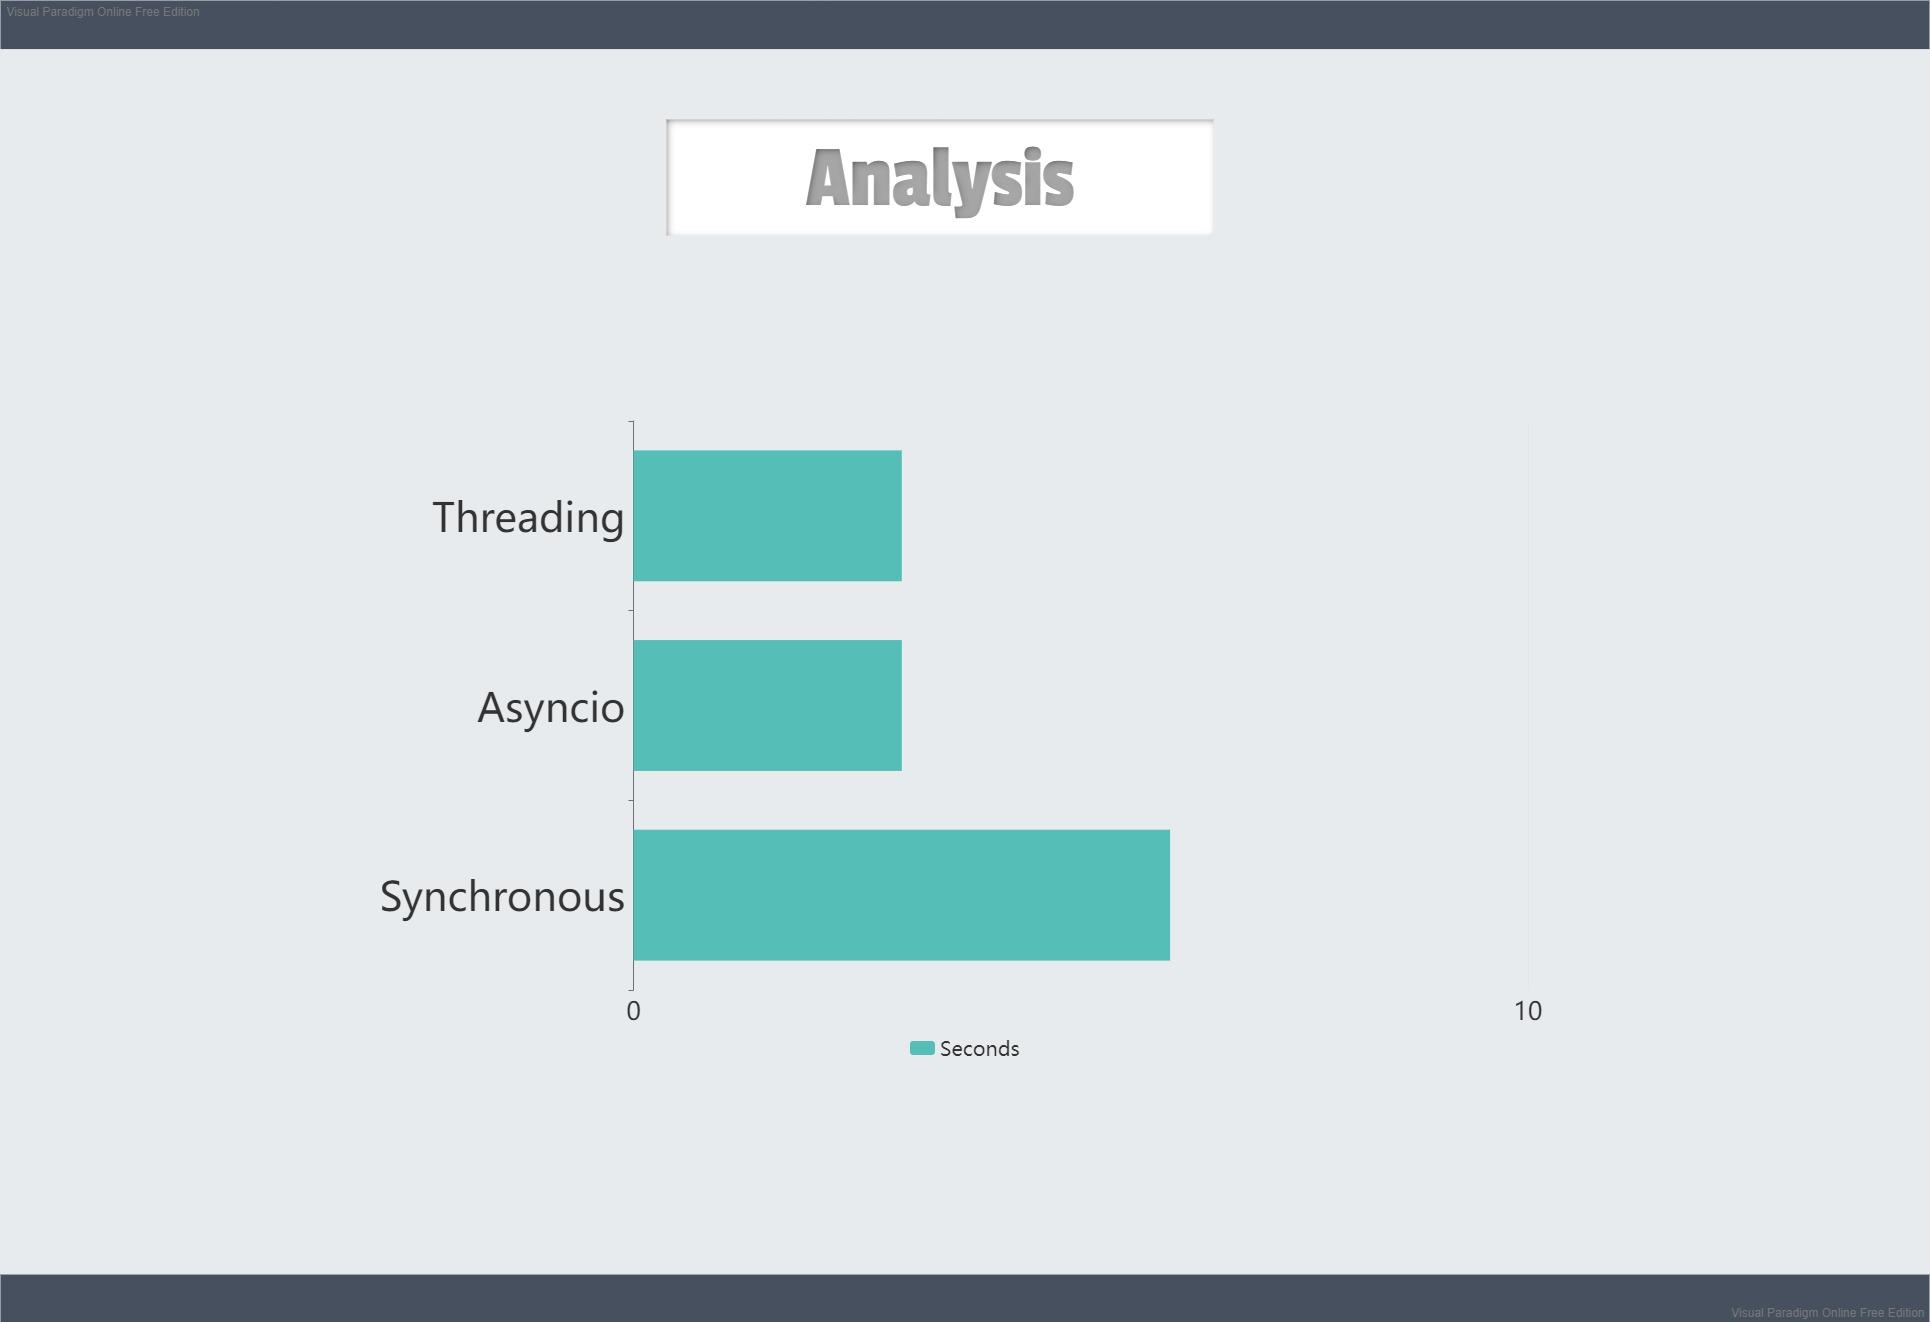 Visual Paradigm Online Free Edition
Analysis
Threading
Asyncio
Synchronous
0 10
Seconds
Visual Paradigm Online Free Edition